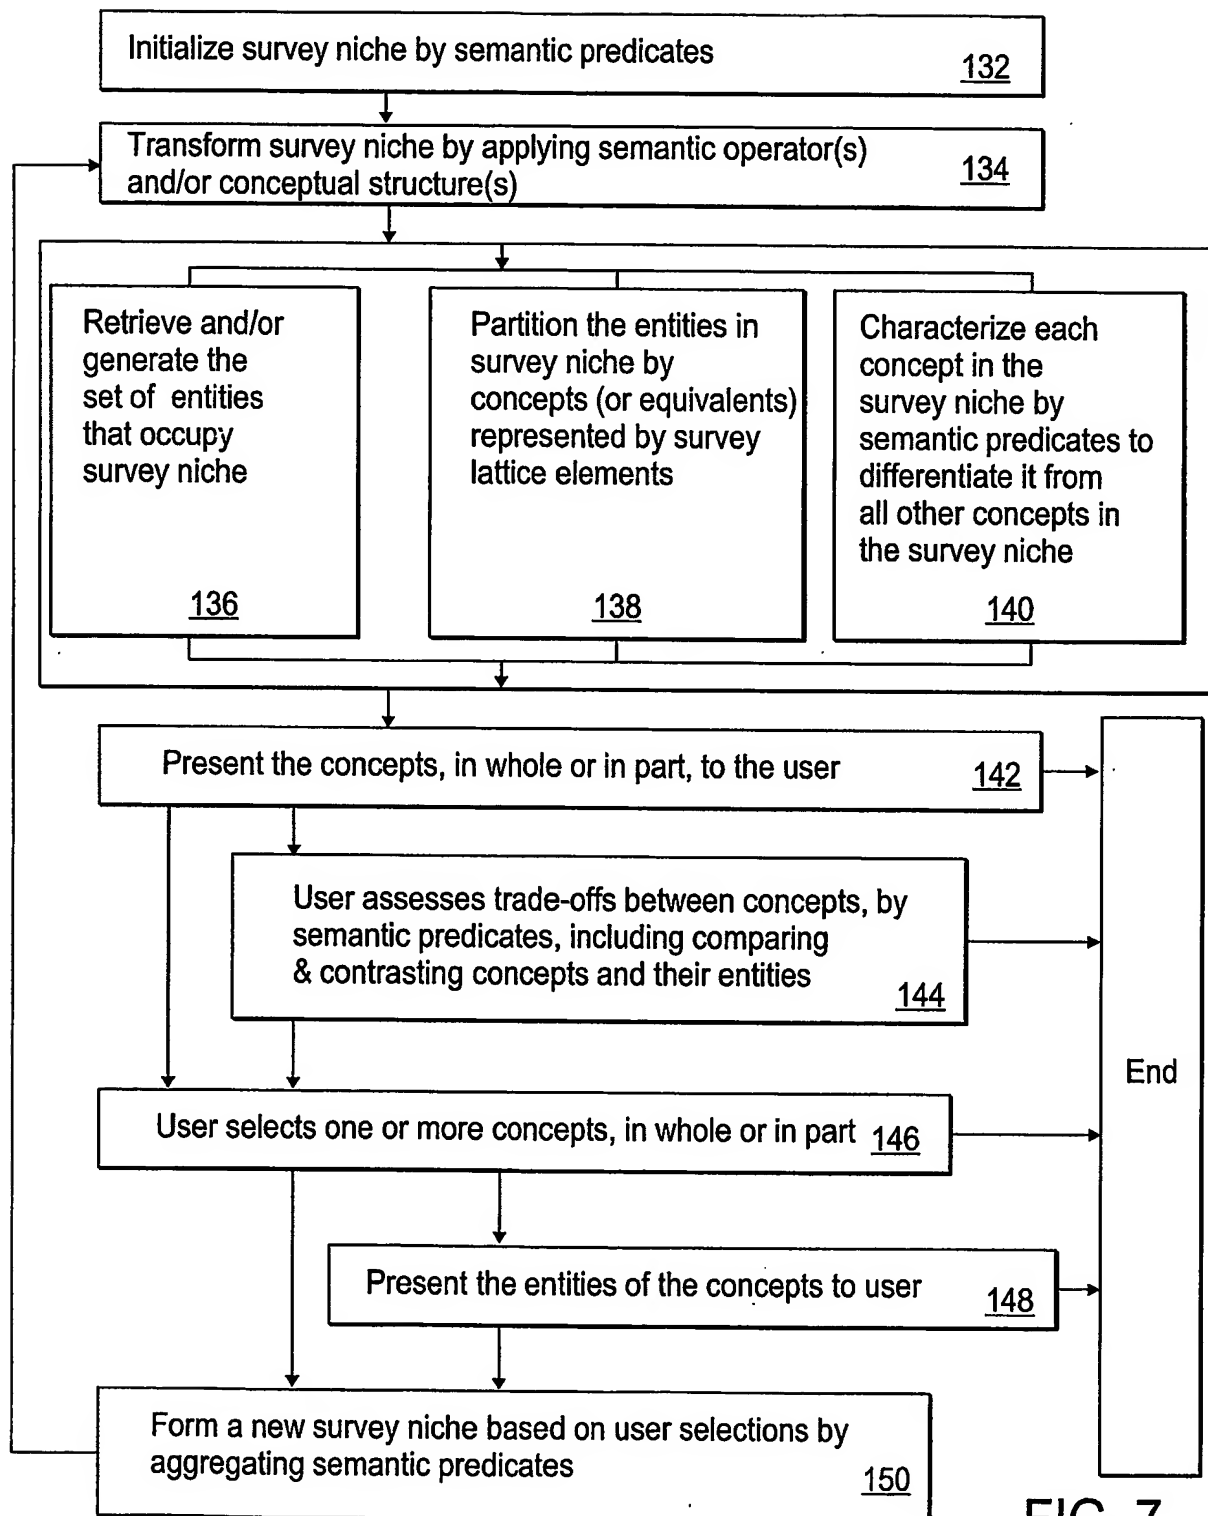 Initialize survey niche by semantic predicates
132
Transform survey niche by applying semantic operator(s)
and/or conceptual structure(s)
134
Retrieve and/or
generate the
set of entities
that occupy
survey niche
136
Partition the entities in
survey niche by
concepts (or equivalents)
represented by survey
lattice elements
138
Characterize each
concept in the
survey niche by
semantic predicates to
differentiate it from
all other concepts in
the survey niche
140
Present the concepts, in whole or in part, to the user
142
User assesses trade-offs between concepts, by
semantic predicates, including comparing
& contrasting concepts and their entities
144
End
User selects one or more concepts, in whole or in part 146
Present the entities of the concepts to user
148
Form a new survey niche based on user selections by
aggregating semantic predicates
150
FIG. 7